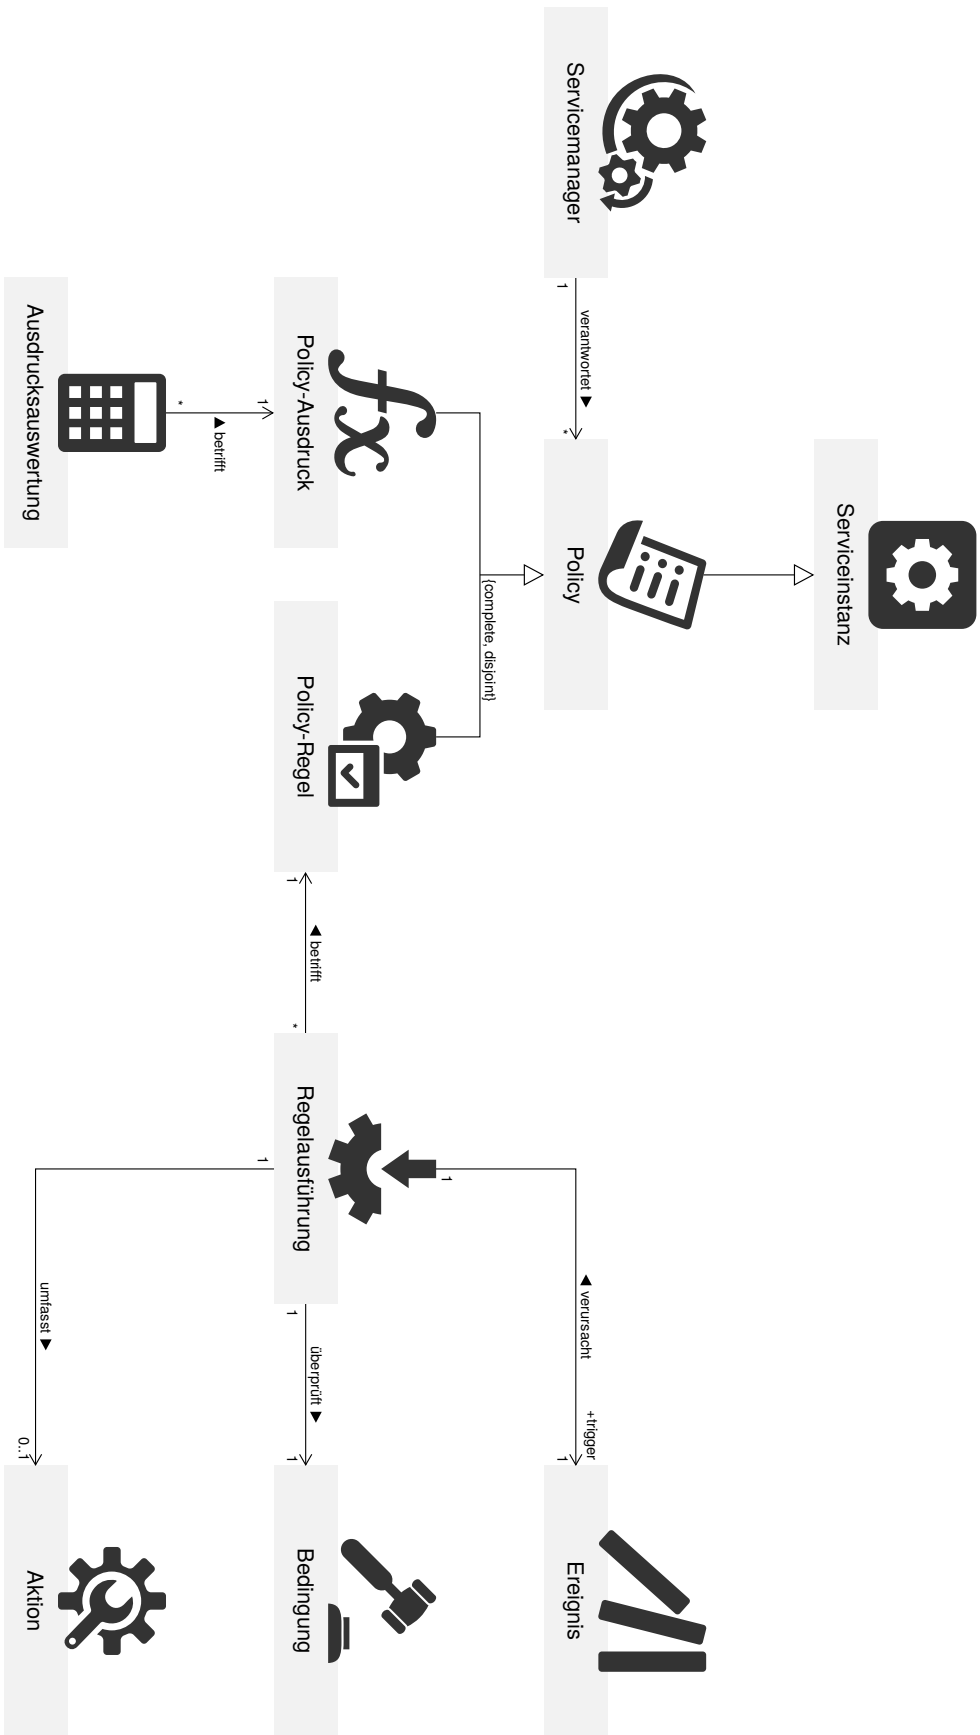 Serviceinstanz
Servicemanager
1
verantwortet ▶
*
Policy
{complete, disjoint}
Policy-Ausdruck
Policy-Regel
1
◀ betrifft
*
Ausdrucksauswertung
1
◀ betrifft
*
Regelausführung
1
◀ verursacht
+trigger
1
Ereignis
1
überprüft ▶
1
Bedingung
1
umfasst ▶
0..1
Aktion